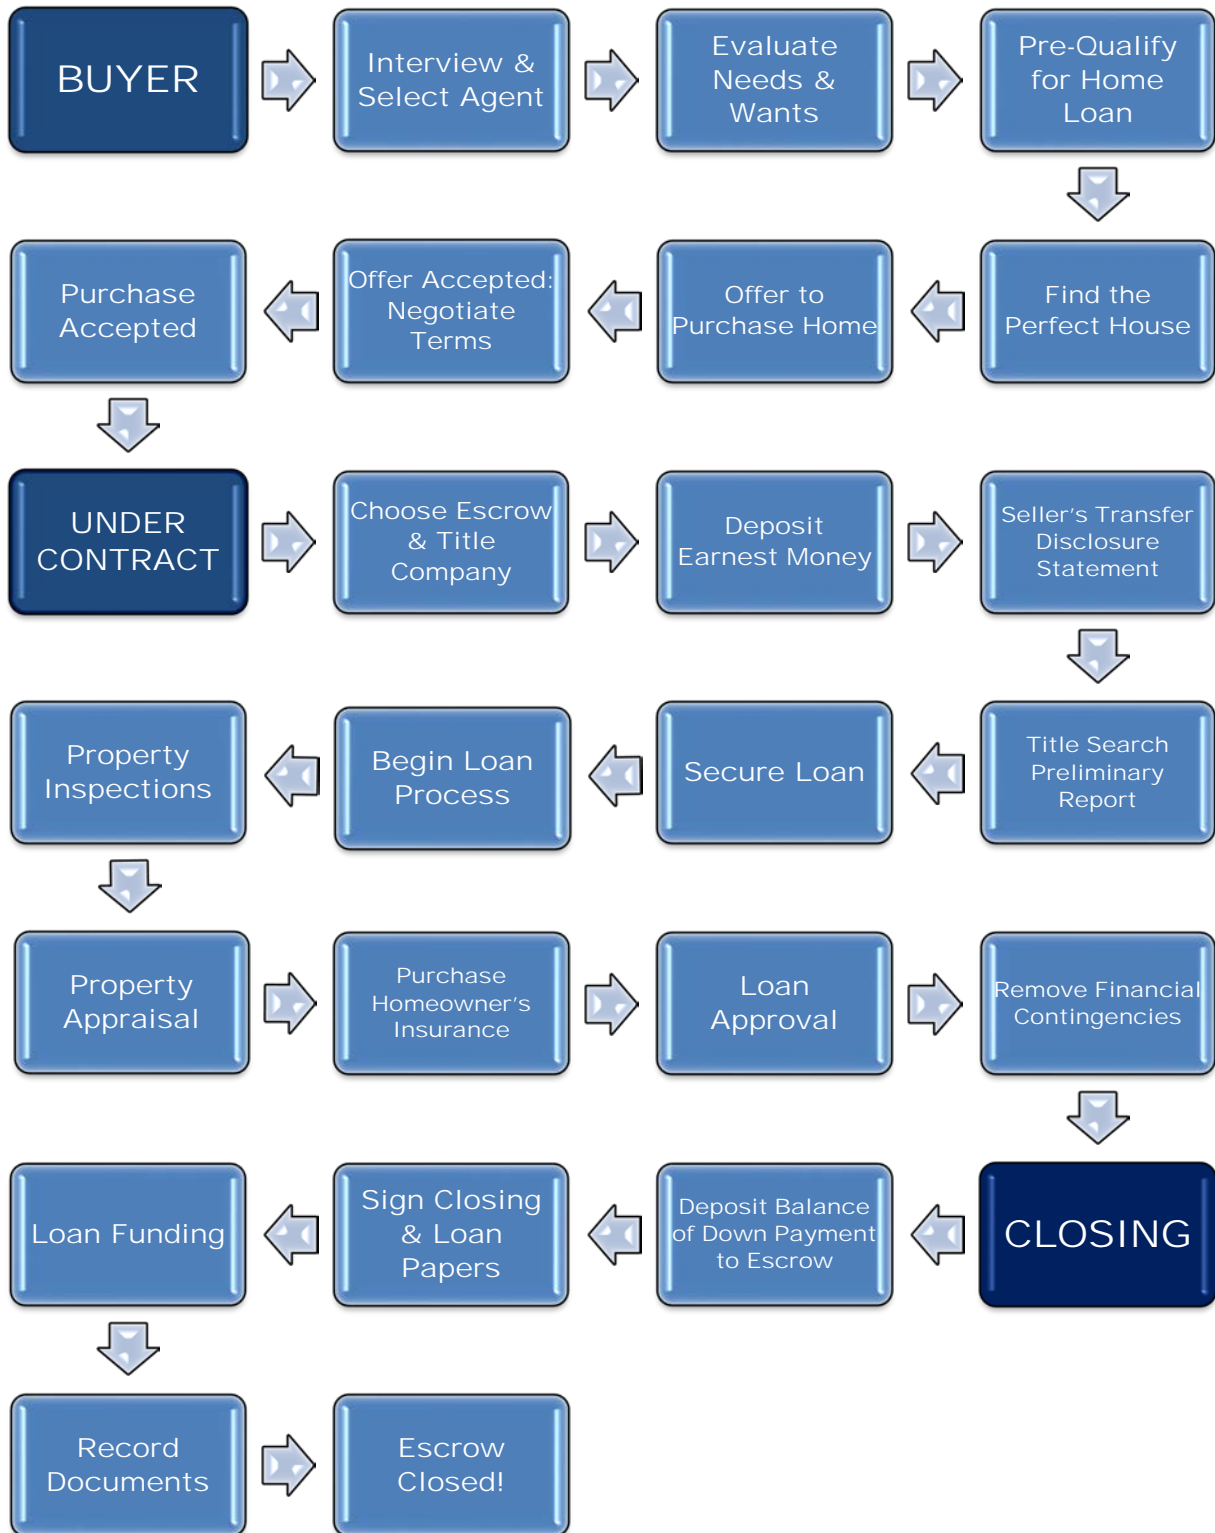 BUYER
Interview &
Select Agent
Evaluate
Needs &
Wants
Pre-Qualify
for Home
Loan
Find the
Perfect House
Offer to
Purchase Home
Offer Accepted:
Negotiate
Terms
Purchase
Accepted
UNDER
CONTRACT
Choose Escrow
& Title
Company
Deposit
Earnest Money
Seller's Transfer
Disclosure
Statement
Title Search
Preliminary
Report
Secure Loan
Begin Loan
Process
Property
Inspections
Property
Appraisal
Purchase
Homeowner's
Insurance
Loan
Approval
Remove Financial
Contingencies
CLOSING
Deposit Balance
of Down Payment
to Escrow
Sign Closing
& Loan
Papers
Loan Funding
Record
Documents
Escrow
Closed!